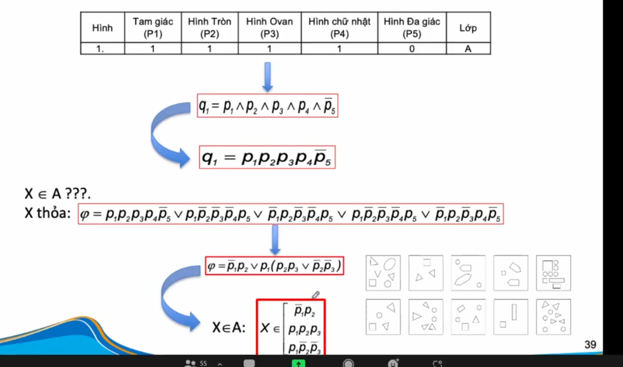 Hình | Tam giác (P1) | Hình Tròn (P2) | Hình Ovan (P3) | Hình chữ nhật (P4) | Hình Đa giác (P5) | Lớp
1. | 1 | 1 | 1 | 1 | 0 | A
q₁ = p₁ ∧ p₂ ∧ p₃ ∧ p₄ ∧ p̅₅
q₁ = p₁p₂p₃p₄p̅₅
X ∈ A ???.
X thỏa: φ = p₁p₂p₃p₄p̅₅ ∨ p₁p̅₂p̅₃p̅₄p₅ ∨ p̅₁p₂p̅₃p̅₄p₅ ∨ p₁p̅₂p̅₃p̅₄p₅ ∨ p̅₁p₂p̅₃p₄p̅₅
φ = p̅₁p₂ ∨ p₁(p₂p₃ ∨ p̅₂p̅₃)
p̅₁p₂
X∈A: X ∈ [ p₁p₂p₃
p₁p̅₂p̅₃
39
55